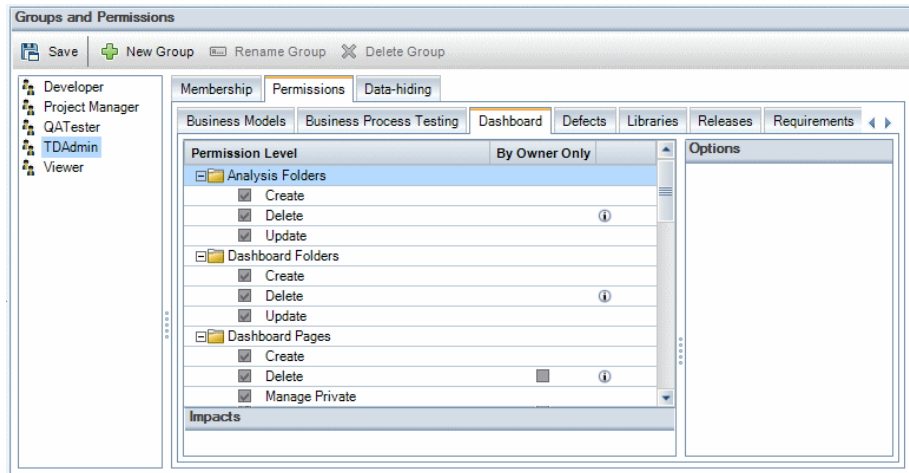 Groups and Permissions
Save New Group Rename Group Delete Group
Developer
Project Manager
QATester
TDAdmin
Viewer
Membership Permissions Data-hiding
Business Models Business Process Testing Dashboard Defects Libraries Releases Requirements
Permission Level By Owner Only
Analysis Folders
Create
Delete
Update
Dashboard Folders
Create
Delete
Update
Dashboard Pages
Create
Delete
Manage Private
Impacts
Options